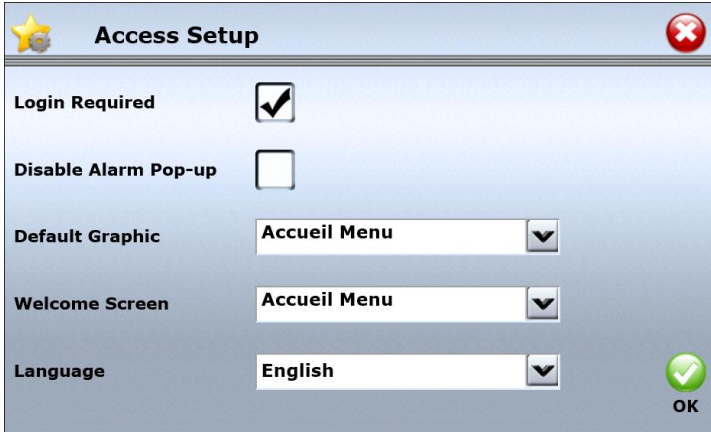 Access Setup
Login Required
Disable Alarm Pop-up
Default Graphic Accueil Menu
Welcome Screen Accueil Menu
Language English
OK